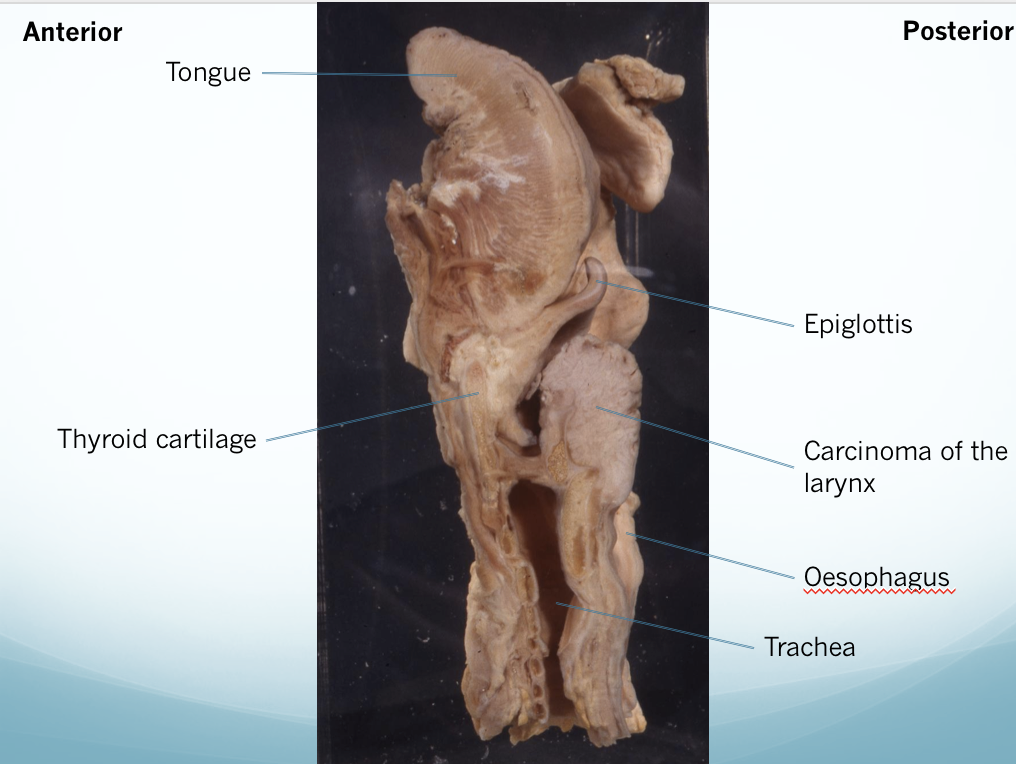 Anterior
Posterior
Tongue
Epiglottis
Thyroid cartilage
Carcinoma of the
larynx
Oesophagus
Trachea